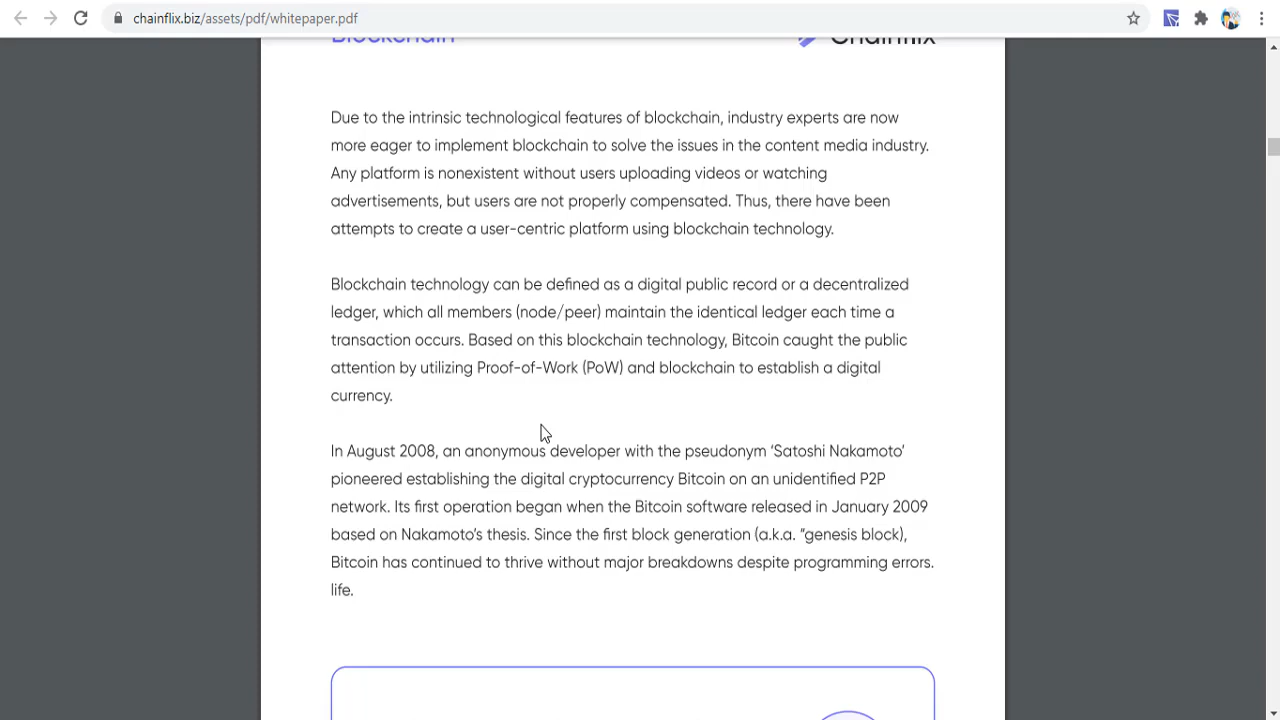 chainflix.biz/assets/pdf/whitepaper.pdf
Blockchain
Chainflix
Due to the intrinsic technological features of blockchain, industry experts are now
more eager to implement blockchain to solve the issues in the content media industry.
Any platform is nonexistent without users uploading videos or watching
advertisements, but users are not properly compensated. Thus, there have been
attempts to create a user-centric platform using blockchain technology.
Blockchain technology can be defined as a digital public record or a decentralized
ledger, which all members (node/peer) maintain the identical ledger each time a
transaction occurs. Based on this blockchain technology, Bitcoin caught the public
attention by utilizing Proof-of-Work (PoW) and blockchain to establish a digital
currency.
In August 2008, an anonymous developer with the pseudonym ‘Satoshi Nakamoto’
pioneered establishing the digital cryptocurrency Bitcoin on an unidentified P2P
network. Its first operation began when the Bitcoin software released in January 2009
based on Nakamoto’s thesis. Since the first block generation (a.k.a. “genesis block),
Bitcoin has continued to thrive without major breakdowns despite programming errors.
life.